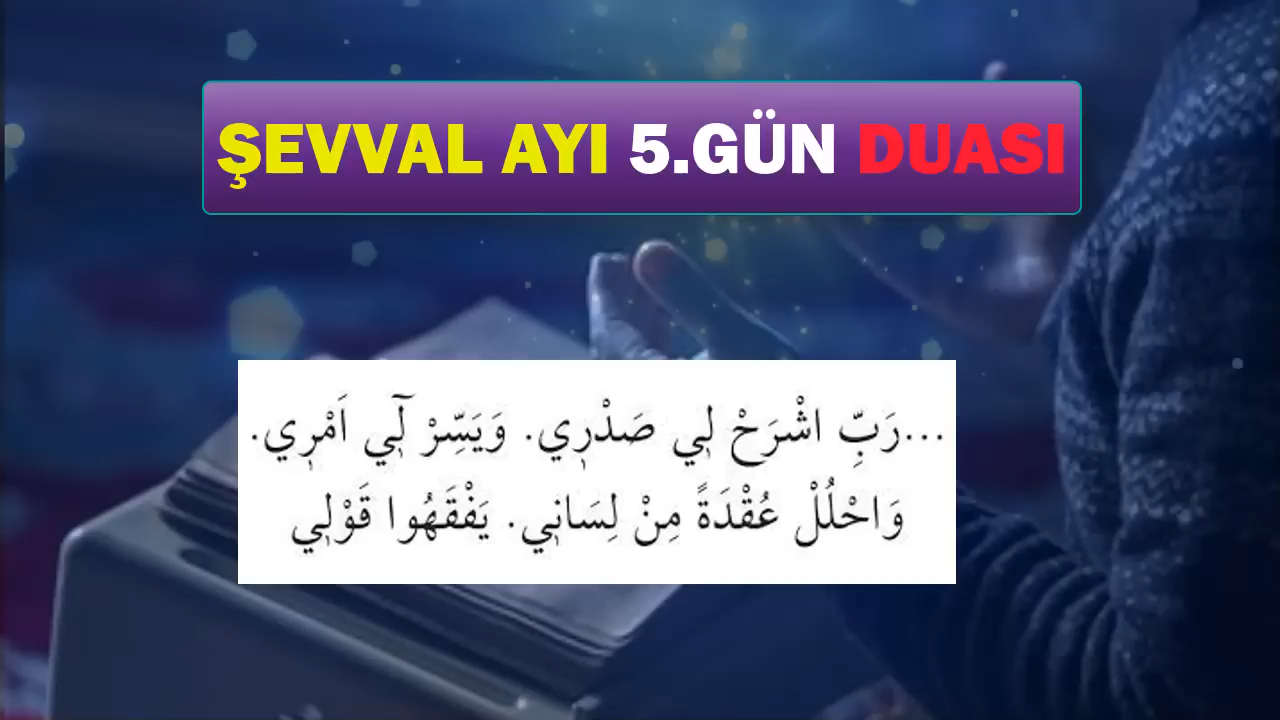 ŞEVVAL AYI 5.GÜN DUASI
...رَبِّ اشْرَحْ لٖي صَدْرٖي. وَيَسِّرْ لٖٓي اَمْرٖي.
وَاحْلُلْ عُقْدَةً مِنْ لِسَانٖي. يَفْقَهُوا قَوْلٖي